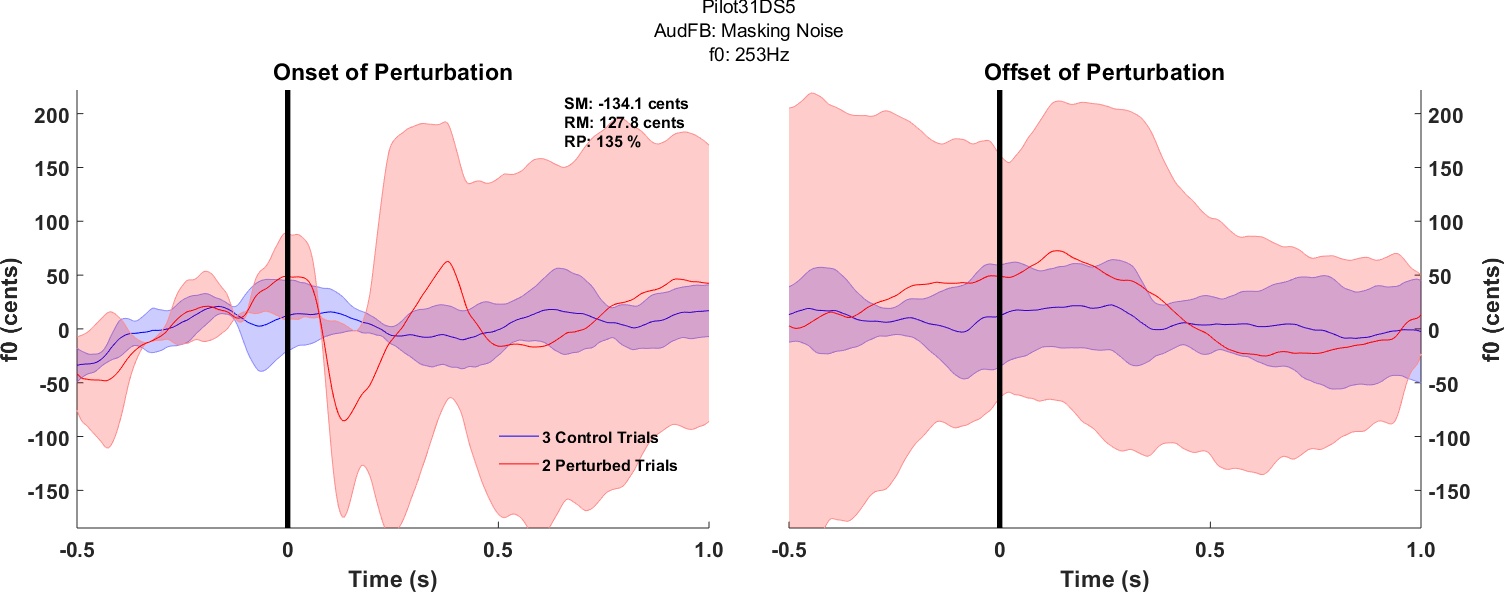 Pilot31DS5
AudFB: Masking Noise
f0: 253Hz
Onset of Perturbation
SM: -134.1 cents
RM: 127.8 cents
RP: 135 %
200
150
100
50
0
-50
-100
-150
f0 (cents)
3 Control Trials
2 Perturbed Trials
-0.5
0
0.5
1.0
Time (s)
Offset of Perturbation
200
150
100
50
0
-50
-100
-150
f0 (cents)
-0.5
0
0.5
1.0
Time (s)